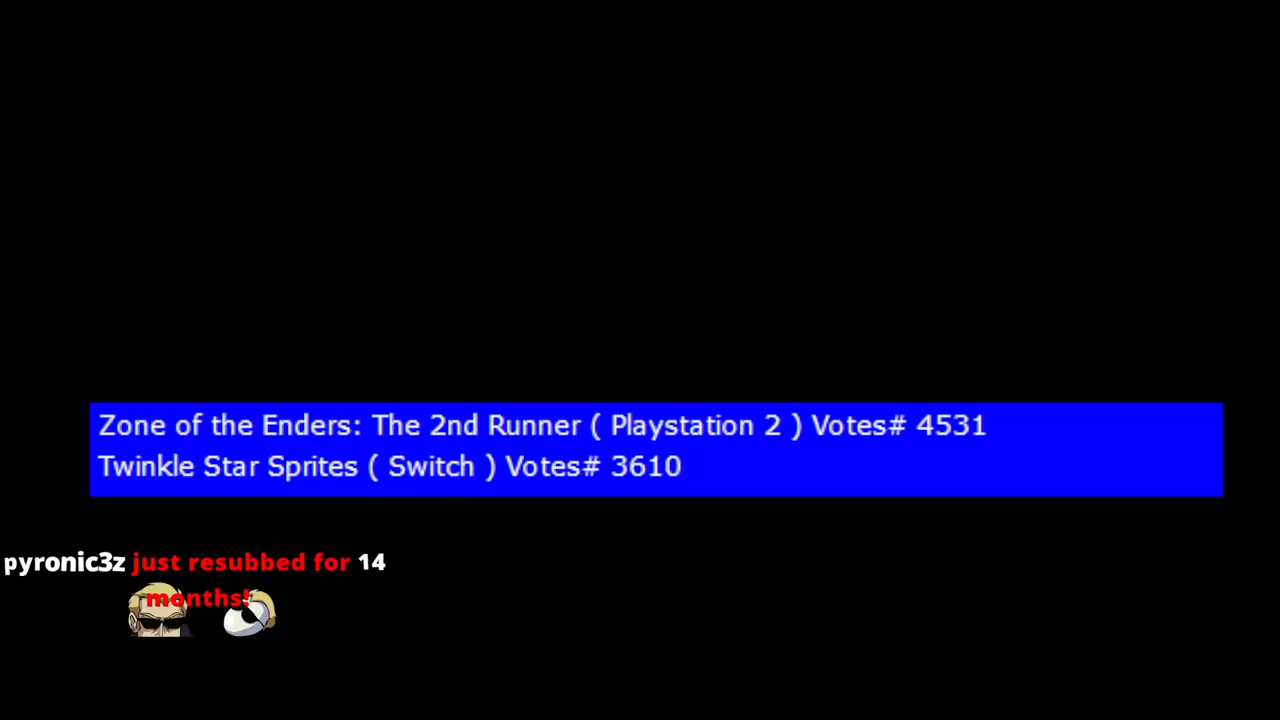 Zone of the Enders: The 2nd Runner ( Playstation 2 ) Votes# 4531
Twinkle Star Sprites ( Switch ) Votes# 3610
pyronic3z just resubbed for 14
months!